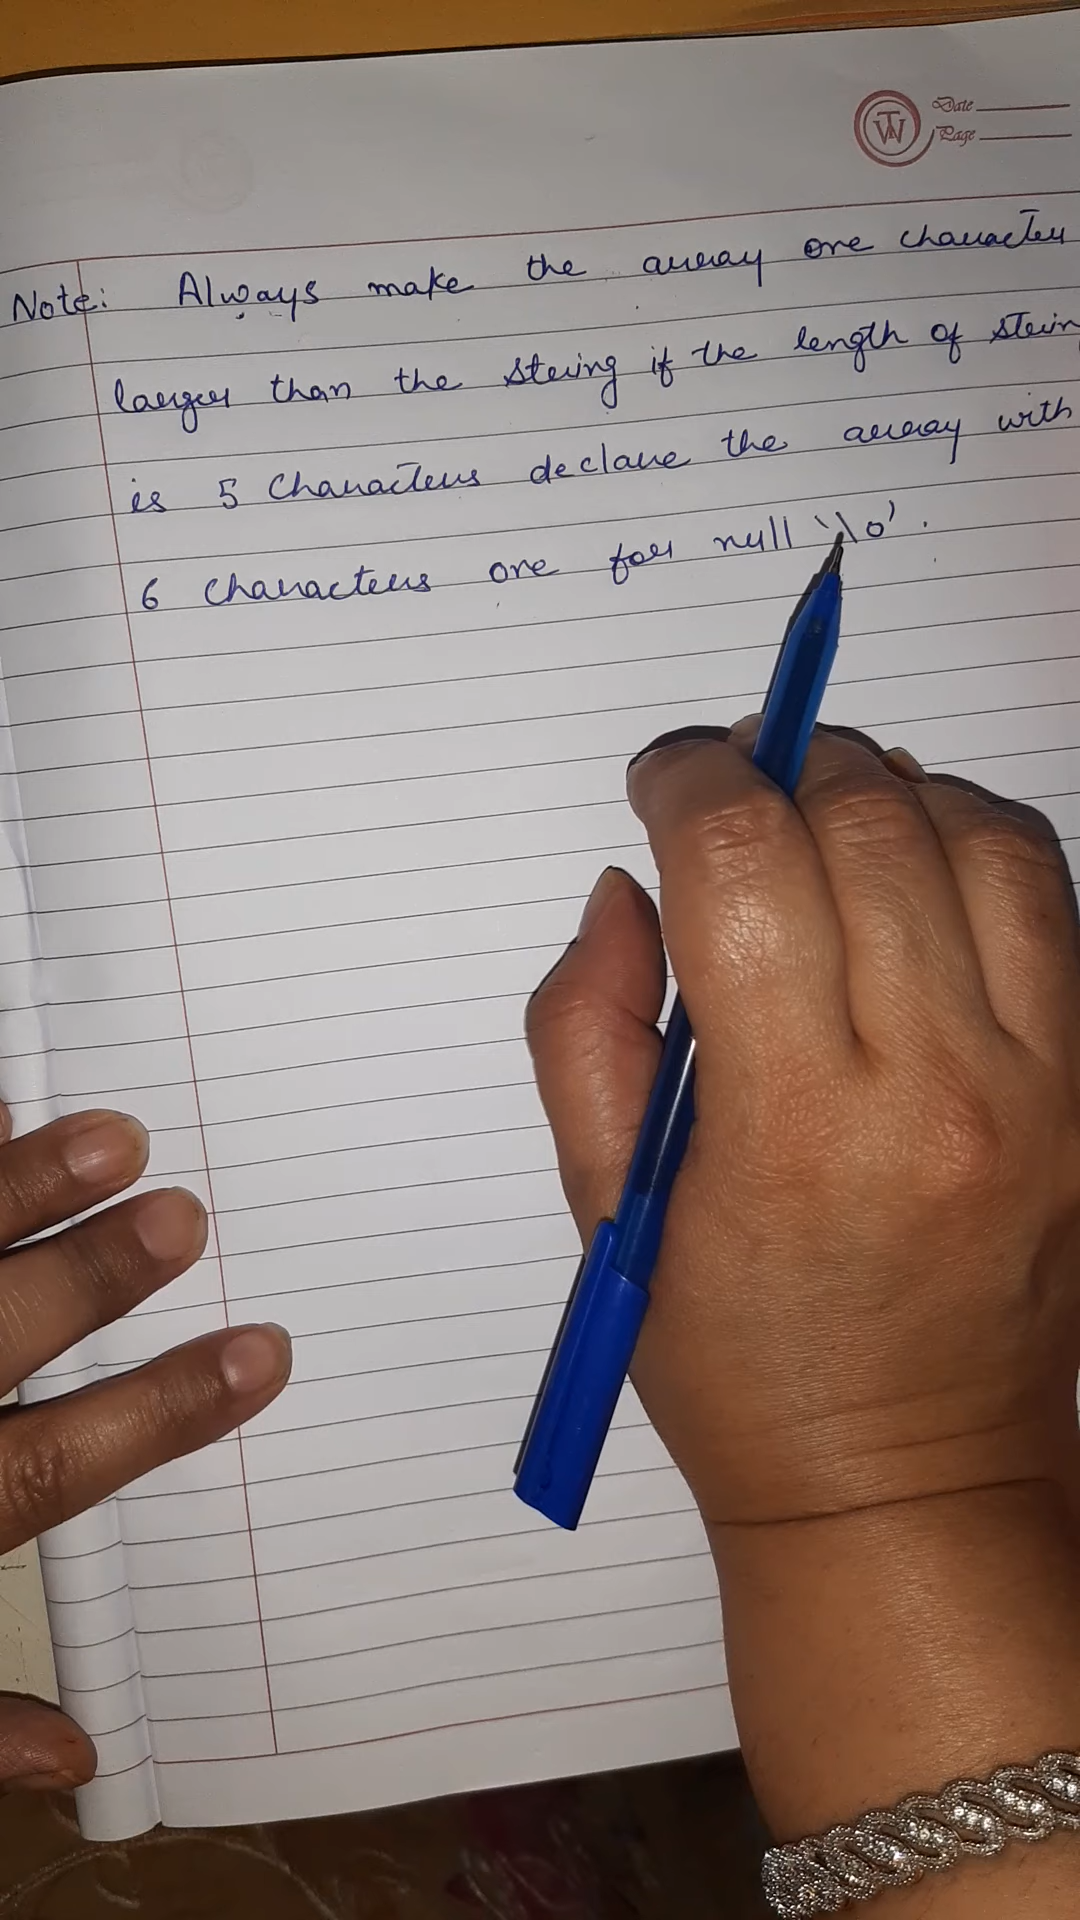 Date
Page
Note: Always make the array one character
larger than the string if the length of strin
is 5 Characters declare the array with
6 characters one for null '\0'.